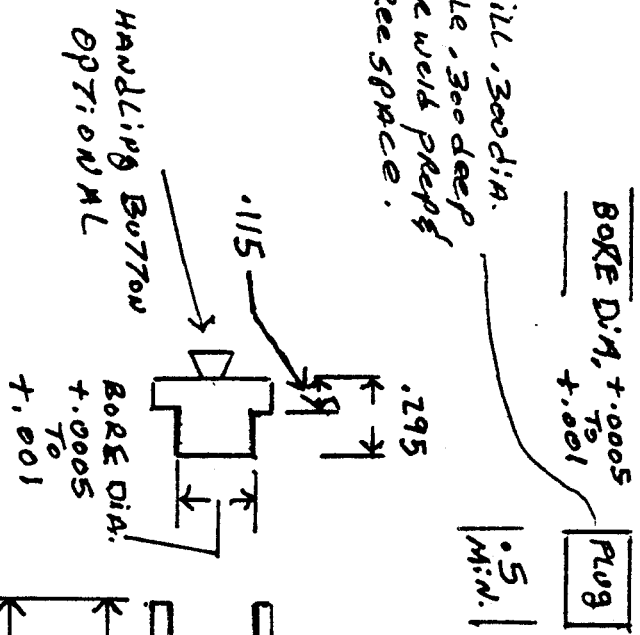 BORE DIA, +.0005
TO
+.001
Plug
.5
MIN.
ill .300 dia.
le .300 deep
e weld prep &
ee space.
.295
.115
BORE DIA.
+.0005
TO
+.001
HANDLING BUTTON
OPTIONAL